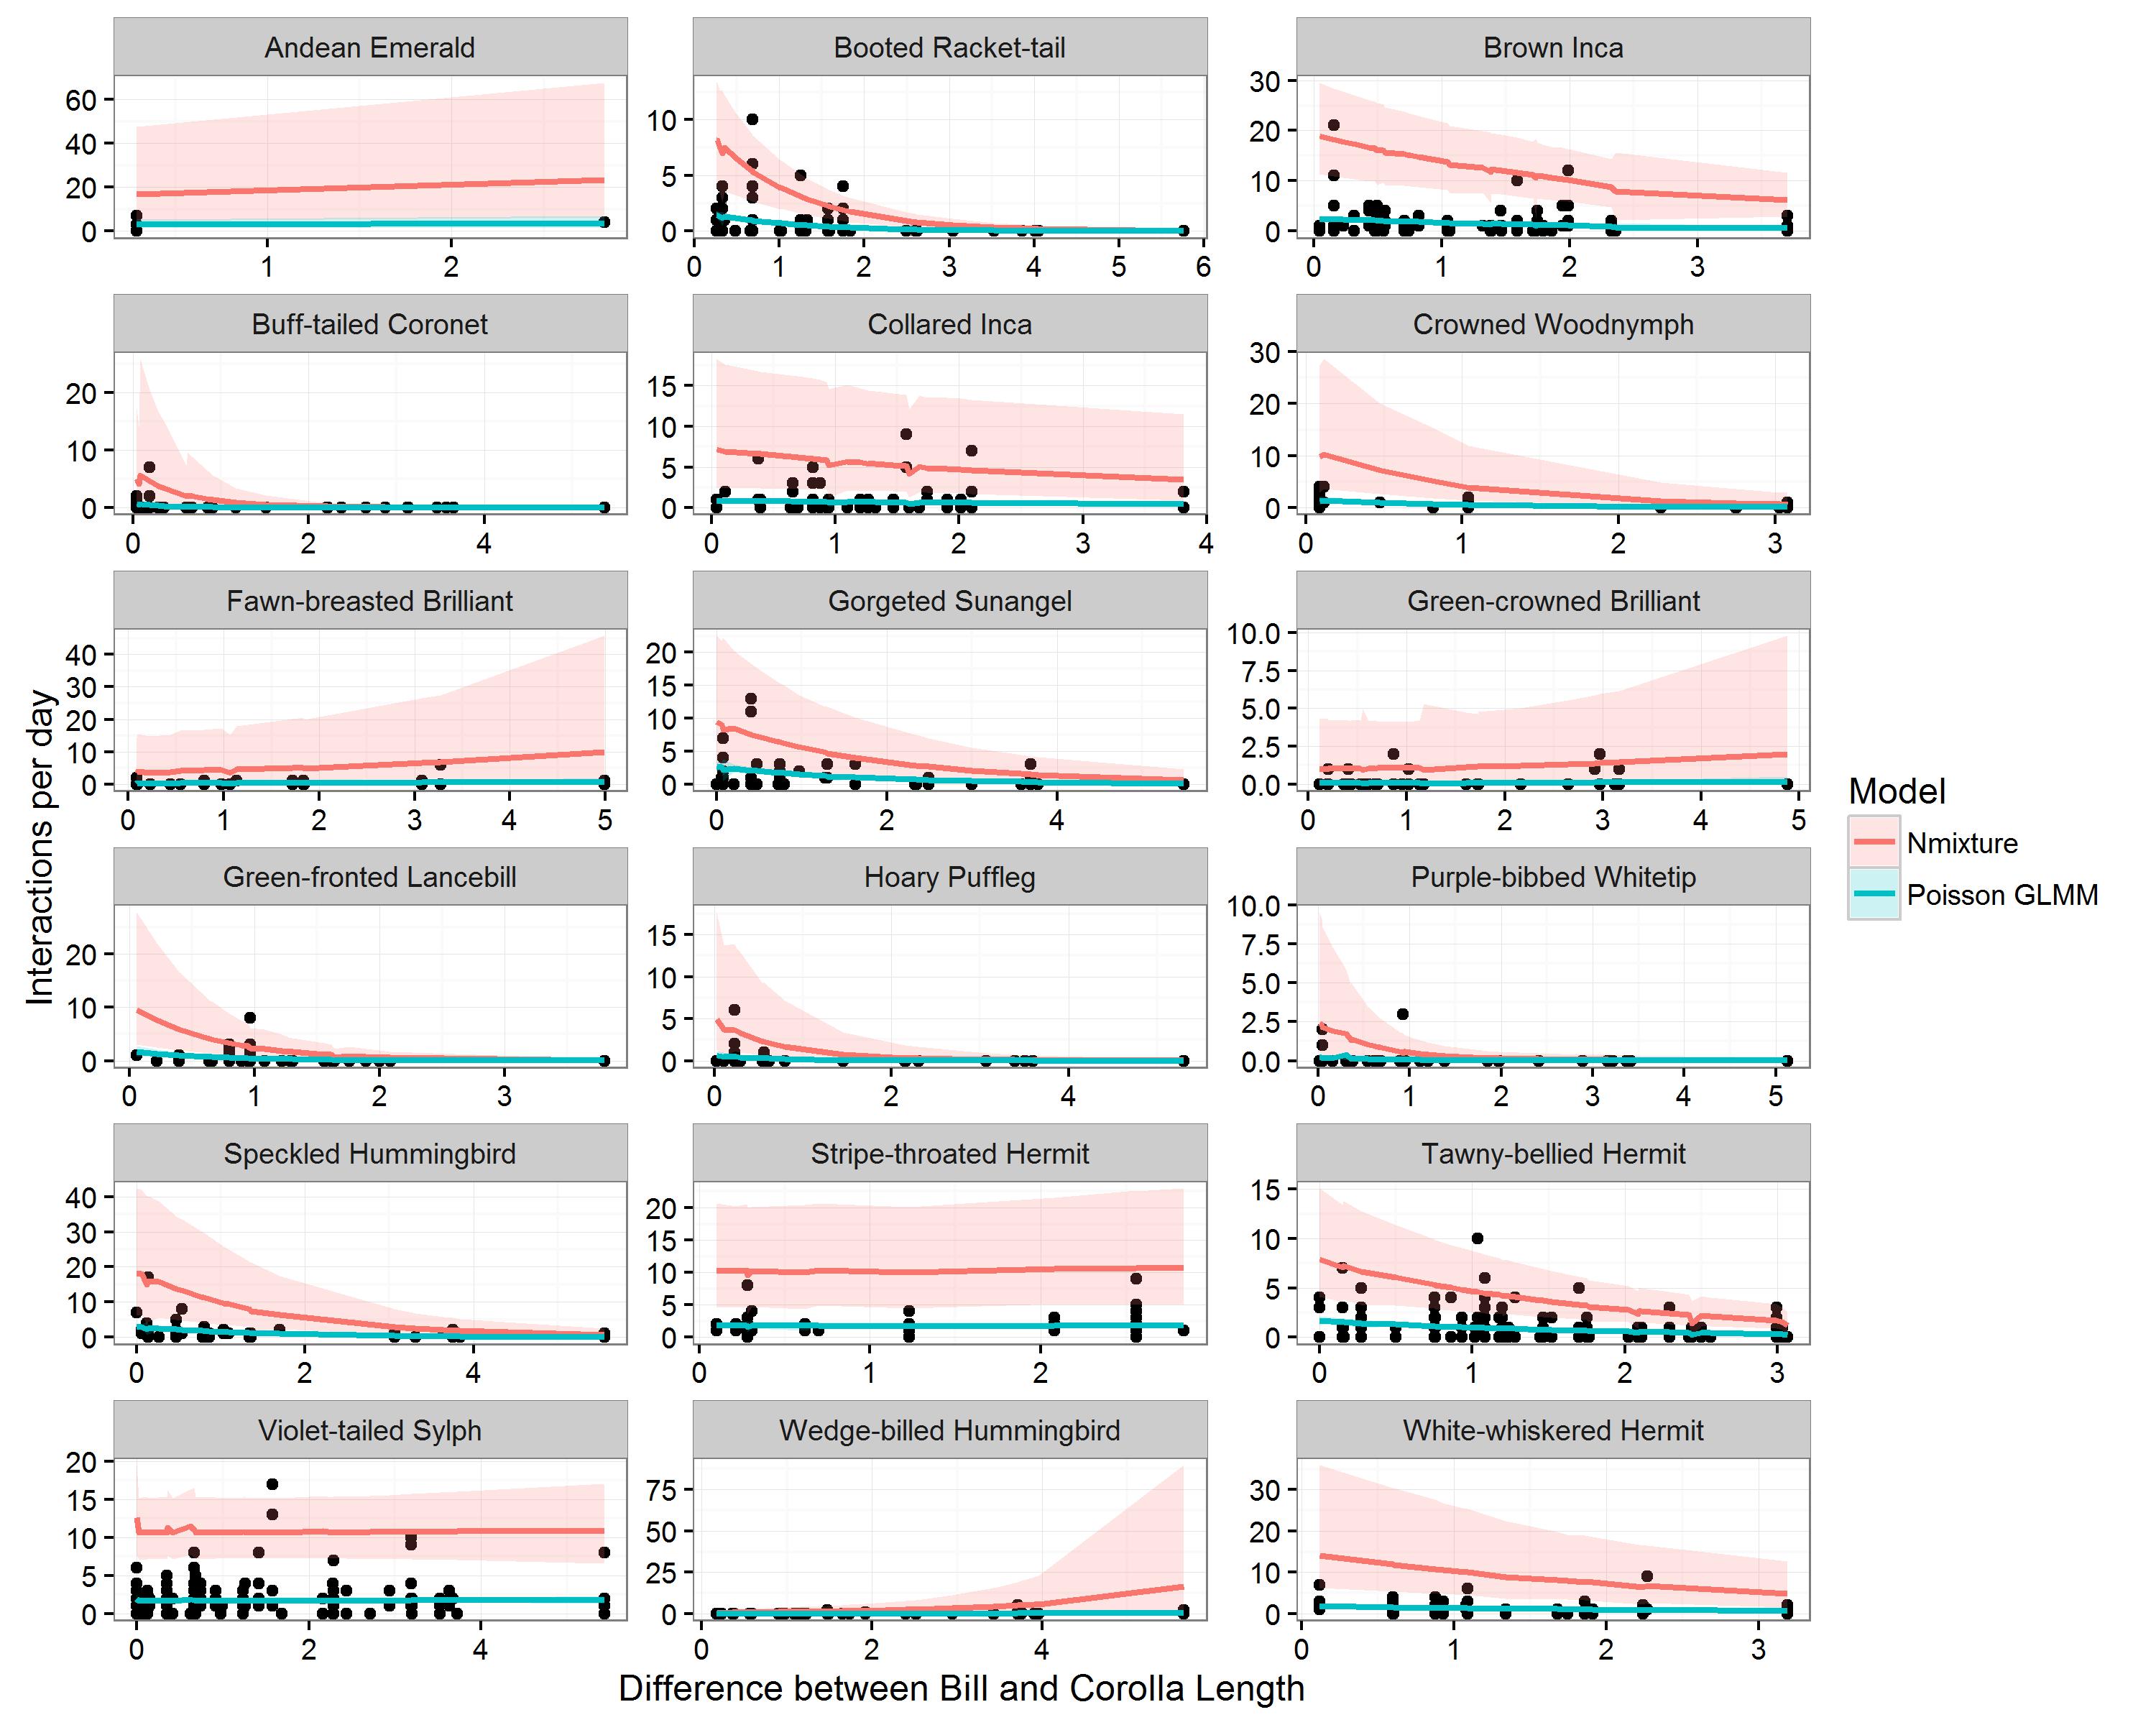 Andean Emerald Booted Racket-tail Brown Inca
60 40 20 0 10 5 0 30 20 10 0
1 2 0 1 2 3 4 5 6 0 1 2 3
Buff-tailed Coronet Collared Inca Crowned Woodnymph
20 10 0 15 10 5 0 30 20 10 0
0 2 4 0 1 2 3 4 0 1 2 3
Fawn-breasted Brilliant Gorgeted Sunangel Green-crowned Brilliant
40 30 20 10 0 20 15 10 5 0 10.0 7.5 5.0 2.5 0.0
0 1 2 3 4 5 0 2 4 0 1 2 3 4 5
Interactions per day
Model
Nmixture
Poisson GLMM
Green-fronted Lancebill Hoary Puffleg Purple-bibbed Whitetip
20 10 0 15 10 5 0 10.0 7.5 5.0 2.5 0.0
0 1 2 3 0 2 4 0 1 2 3 4 5
Speckled Hummingbird Stripe-throated Hermit Tawny-bellied Hermit
40 30 20 10 0 20 15 10 5 0 15 10 5 0
0 2 4 0 1 2 0 1 2 3
Violet-tailed Sylph Wedge-billed Hummingbird White-whiskered Hermit
20 15 10 5 0 75 50 25 0 30 20 10 0
0 2 4 0 2 4 0 1 2 3
Difference between Bill and Corolla Length